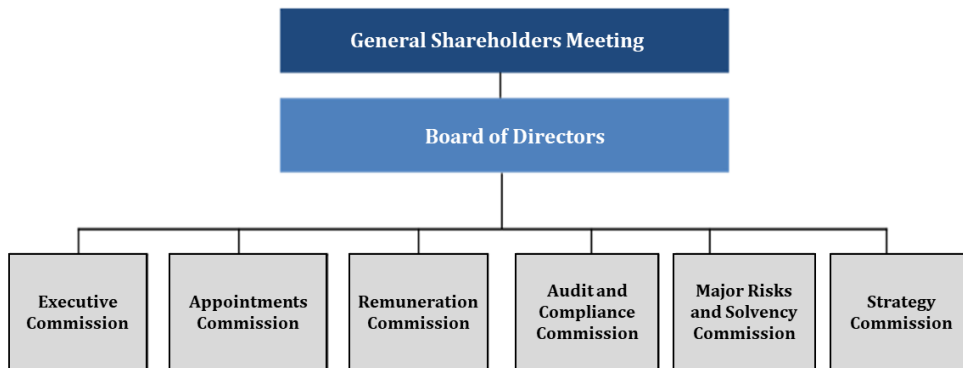 General Shareholders Meeting
Board of Directors
Executive
Commission
Appointments
Commission
Remuneration
Commission
Audit and
Compliance
Commission
Major Risks
and Solvency
Commission
Strategy
Commission